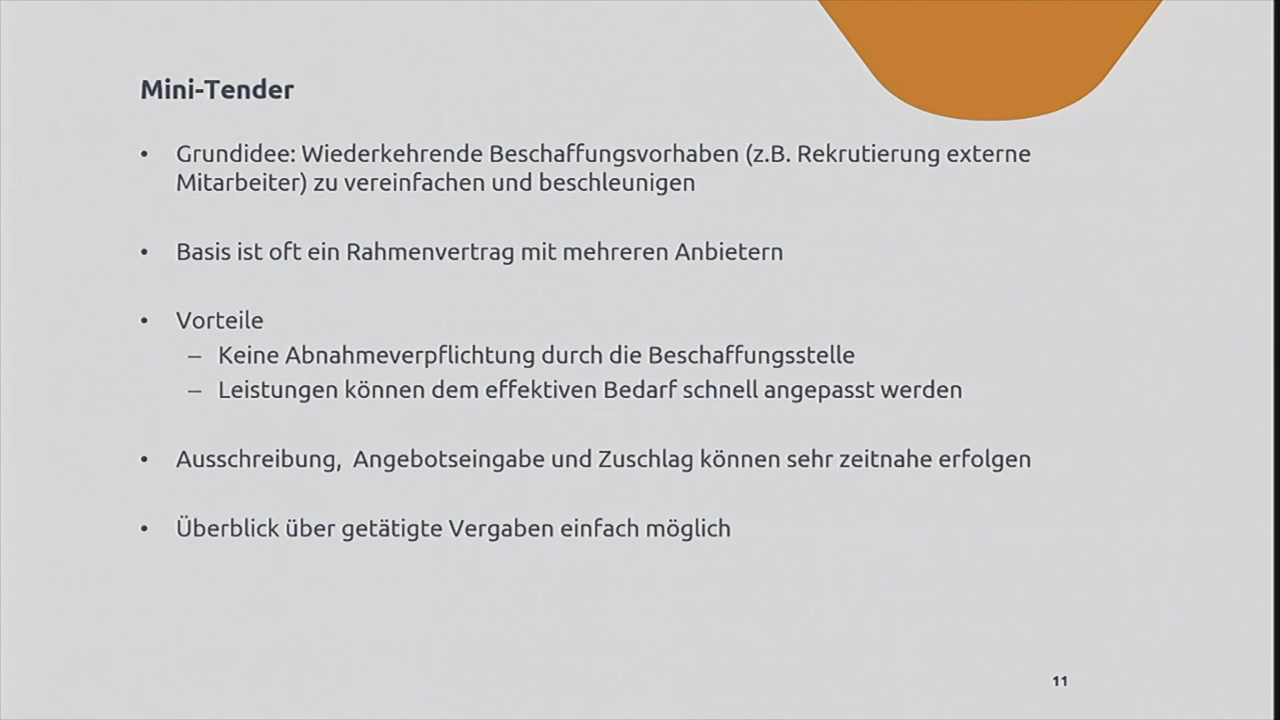 Mini-Tender
• Grundidee: Wiederkehrende Beschaffungsvorhaben (z.B. Rekrutierung externe
Mitarbeiter) zu vereinfachen und beschleunigen
• Basis ist oft ein Rahmenvertrag mit mehreren Anbietern
• Vorteile
– Keine Abnahmeverpflichtung durch die Beschaffungsstelle
– Leistungen können dem effektiven Bedarf schnell angepasst werden
• Ausschreibung,  Angebotseingabe und Zuschlag können sehr zeitnahe erfolgen
• Überblick über getätigte Vergaben einfach möglich
11